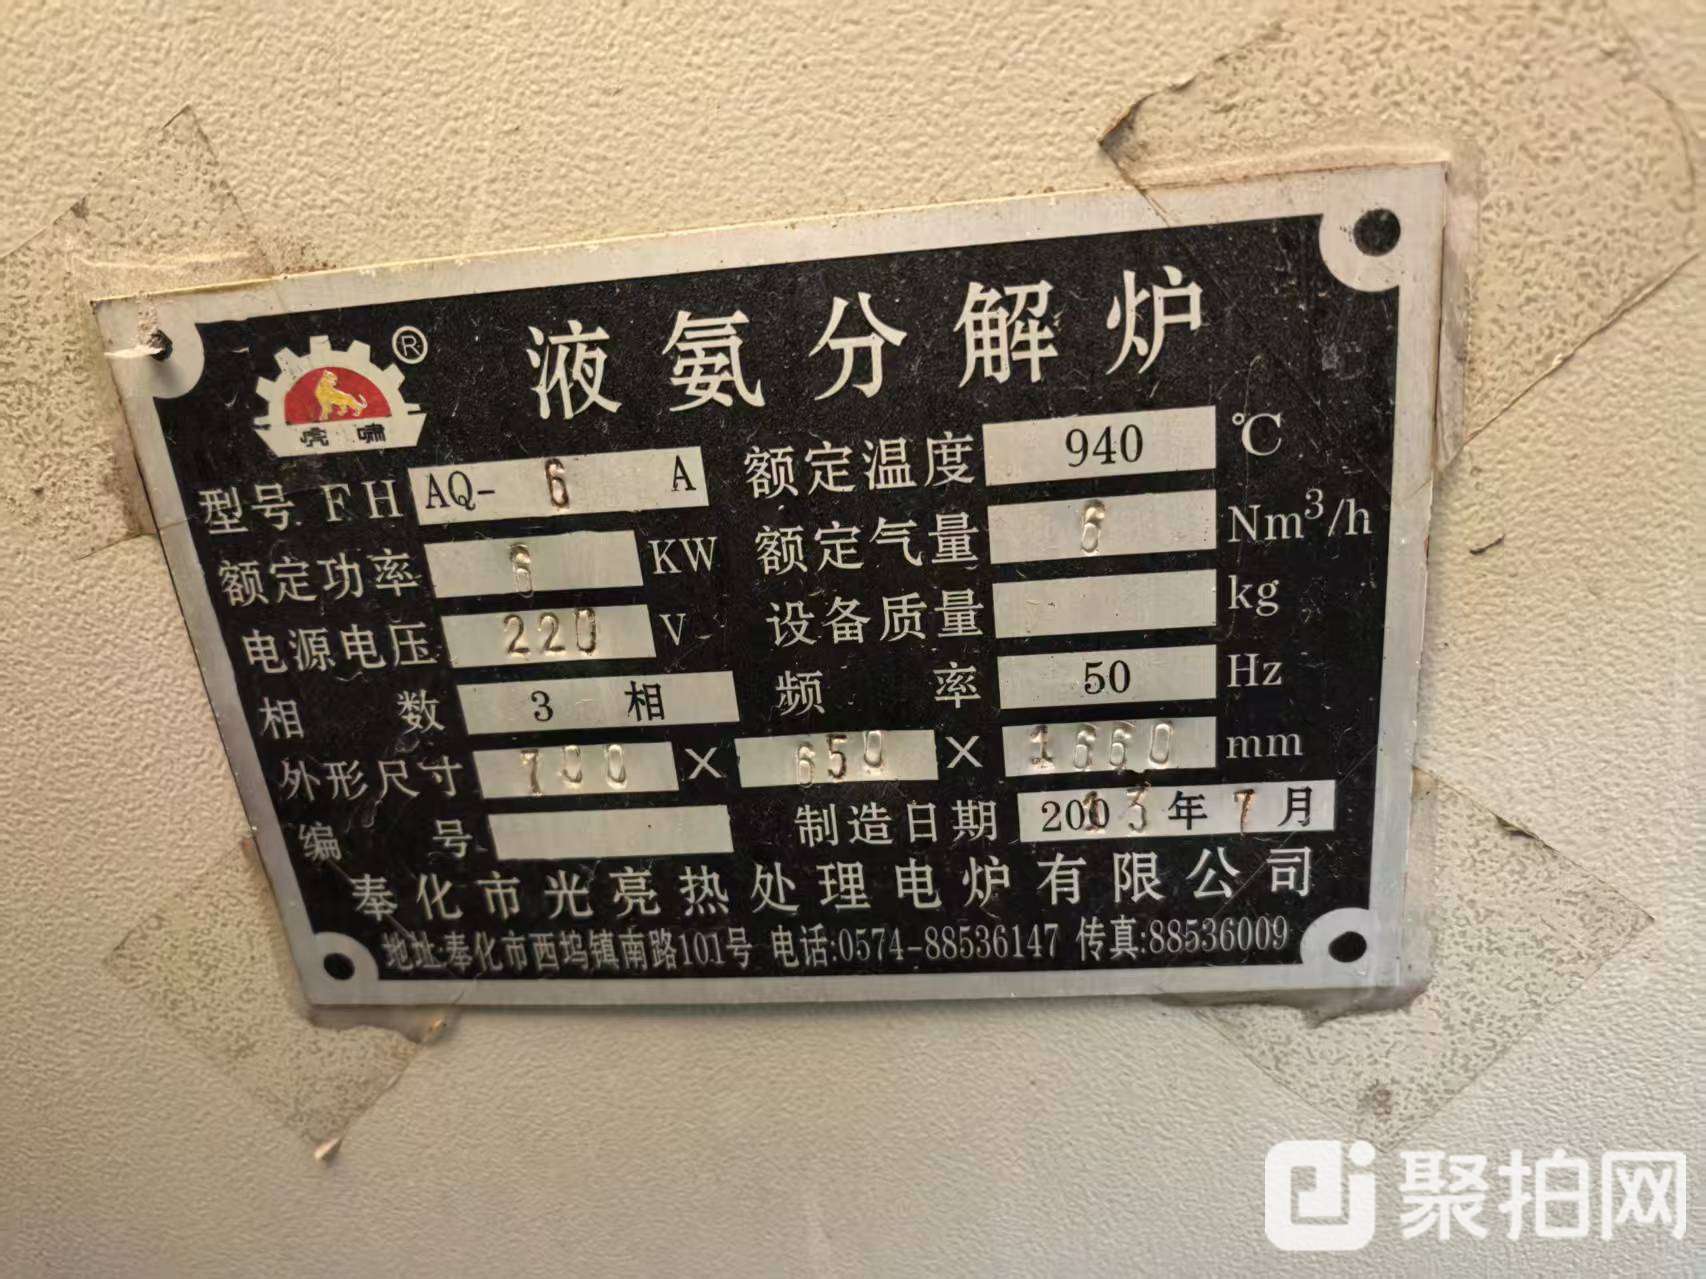 虎啸 ®
液氨分解炉
型号 FH AQ- 6 A 额定温度 940 ℃
额定功率 6 KW 额定气量 6 Nm³/h
电源电压 220 V 设备质量 kg
相数 3 相 频率 50 Hz
外形尺寸 700 × 650 × 1660 mm
编号 制造日期 2013 年 7 月
奉化市光亮热处理电炉有限公司
地址:奉化市西坞镇南路101号 电话:0574-88536147 传真:88536009
聚拍网